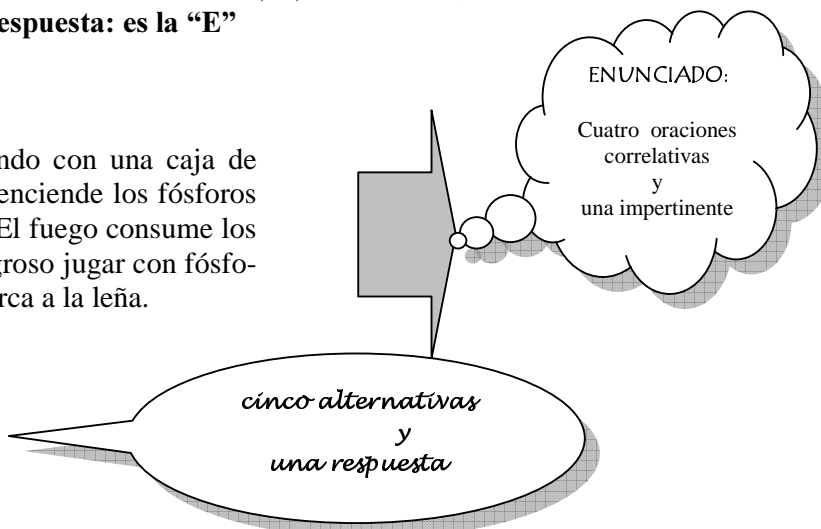 espuesta: es la “E”
ENUNCIADO:
Cuatro oraciones
correlativas
y
una impertinente
ndo con una caja de
enciende los fósforos
El fuego consume los
groso jugar con fósfo-
rca a la leña.
cinco alternativas
y
una respuesta